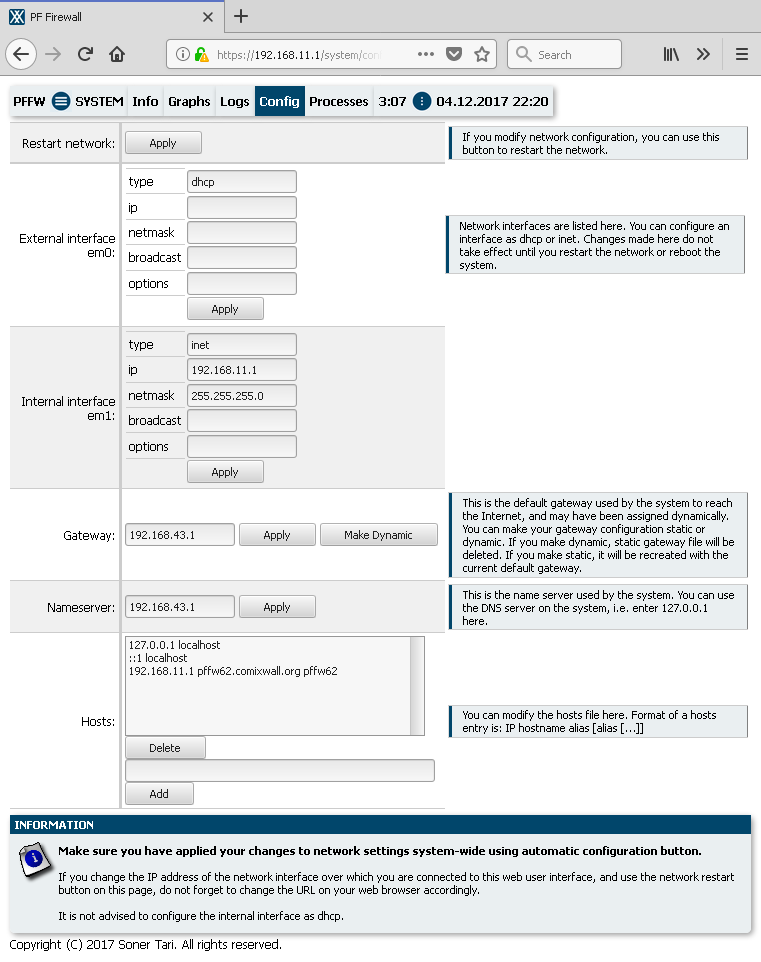 PF Firewall
https://192.168.11.1/system/con
Search
PFFW SYSTEM Info Graphs Logs Config Processes 3:07 04.12.2017 22:20
Restart network:
Apply
If you modify network configuration, you can use this
button to restart the network.
External interface
em0:
type dhcp
ip
netmask
broadcast
options
Apply
Network interfaces are listed here. You can configure an
interface as dhcp or inet. Changes made here do not
take effect until you restart the network or reboot the
system.
Internal interface
em1:
type inet
ip 192.168.11.1
netmask 255.255.255.0
broadcast
options
Apply
Gateway:
192.168.43.1 Apply Make Dynamic
This is the default gateway used by the system to reach
the Internet, and may have been assigned dynamically.
You can make your gateway configuration static or
dynamic. If you make dynamic, static gateway file will be
deleted. If you make static, it will be recreated with the
current default gateway.
Nameserver:
192.168.43.1 Apply
This is the name server used by the system. You can use
the DNS server on the system, i.e. enter 127.0.0.1
here.
Hosts:
127.0.0.1 localhost
::1 localhost
192.168.11.1 pffw62.comixwall.org pffw62
Delete
Add
You can modify the hosts file here. Format of a hosts
entry is: IP hostname alias [alias [...]]
INFORMATION
Make sure you have applied your changes to network settings system-wide using automatic configuration button.
If you change the IP address of the network interface over which you are connected to this web user interface, and use the network restart
button on this page, do not forget to change the URL on your web browser accordingly.
It is not advised to configure the internal interface as dhcp.
Copyright (C) 2017 Soner Tari. All rights reserved.